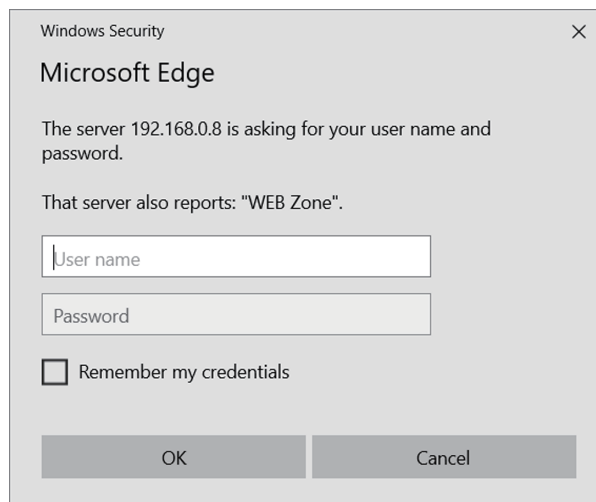 Windows Security
Microsoft Edge
The server 192.168.0.8 is asking for your user name and
password.
That server also reports: "WEB Zone".
User name
Password
Remember my credentials
OK
Cancel